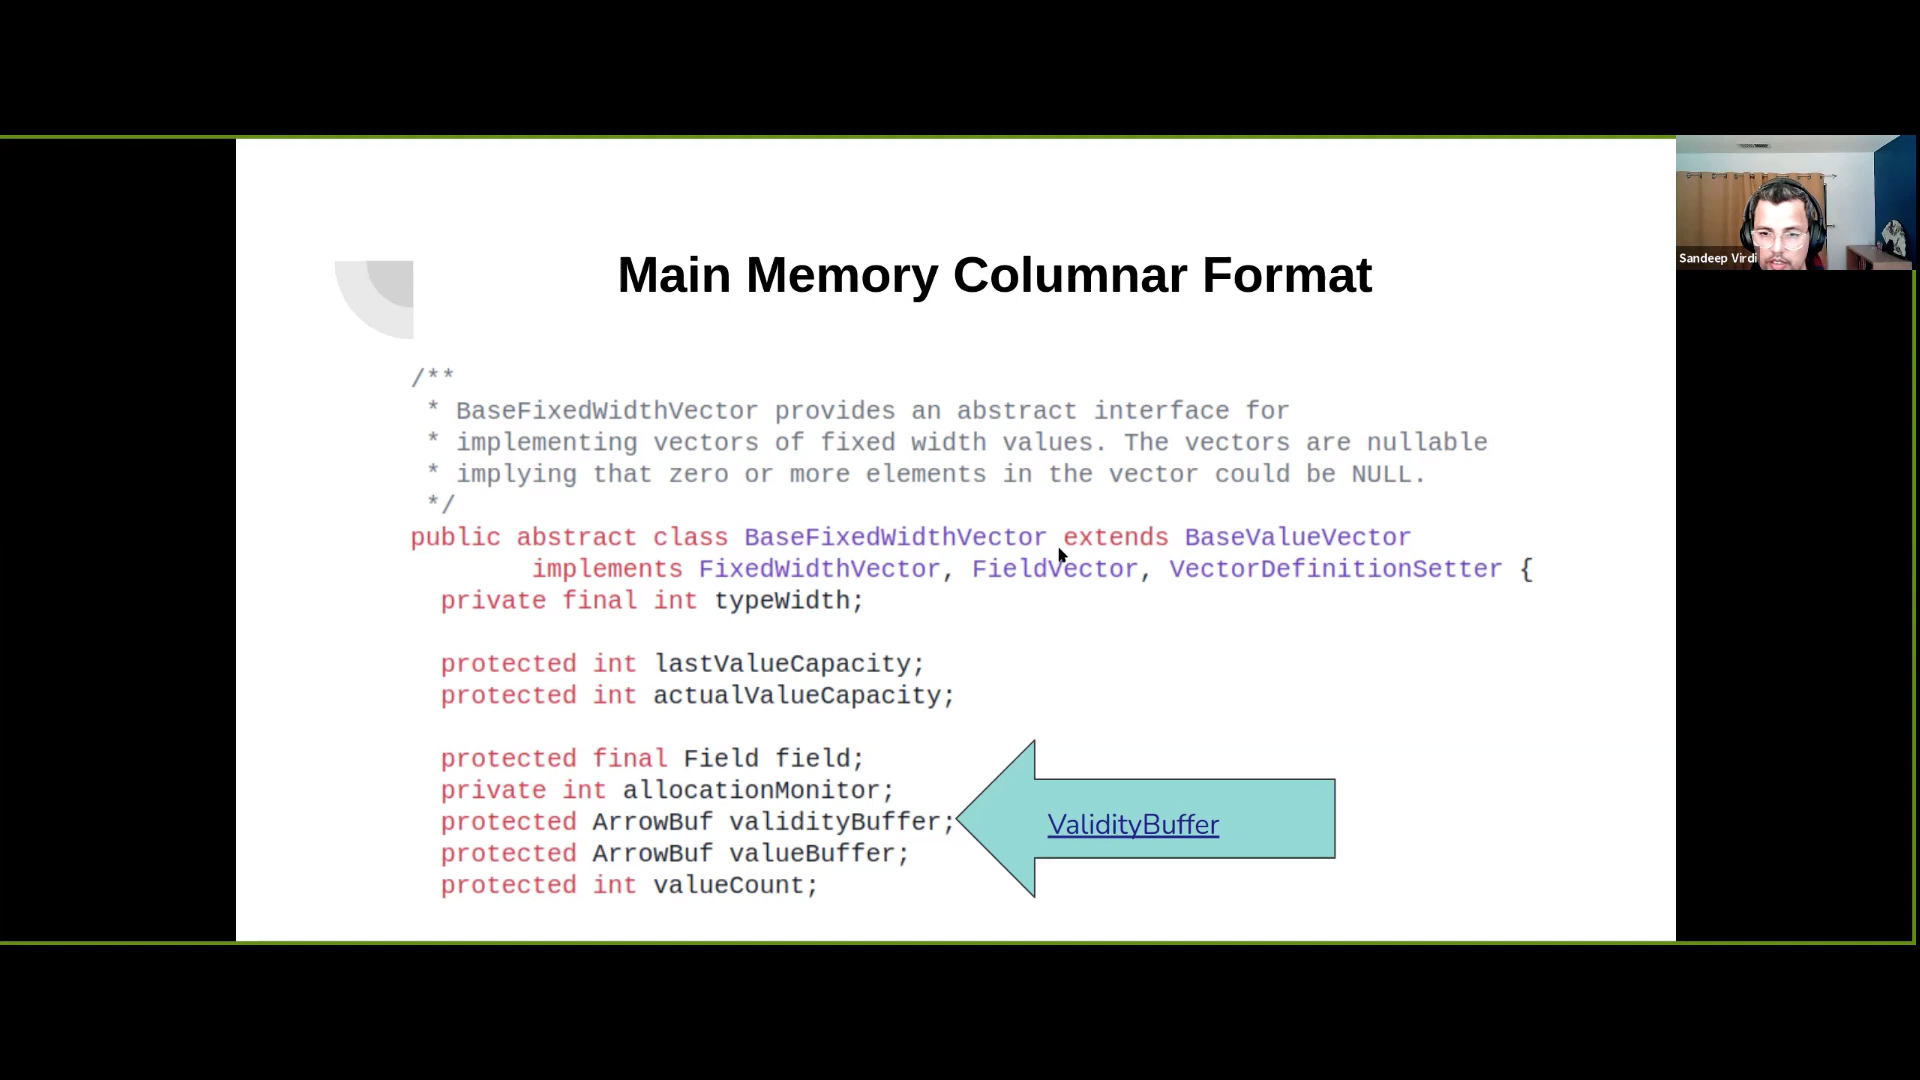 Main Memory Columnar Format
Sandeep Virdi
/**
* BaseFixedWidthVector provides an abstract interface for
* implementing vectors of fixed width values. The vectors are nullable
* implying that zero or more elements in the vector could be NULL.
*/
public abstract class BaseFixedWidthVector extends BaseValueVector
implements FixedWidthVector, FieldVector, VectorDefinitionSetter {
private final int typeWidth;
protected int lastValueCapacity;
protected int actualValueCapacity;
protected final Field field;
private int allocationMonitor;
protected ArrowBuf validityBuffer;
ValidityBuffer
protected ArrowBuf valueBuffer;
protected int valueCount;